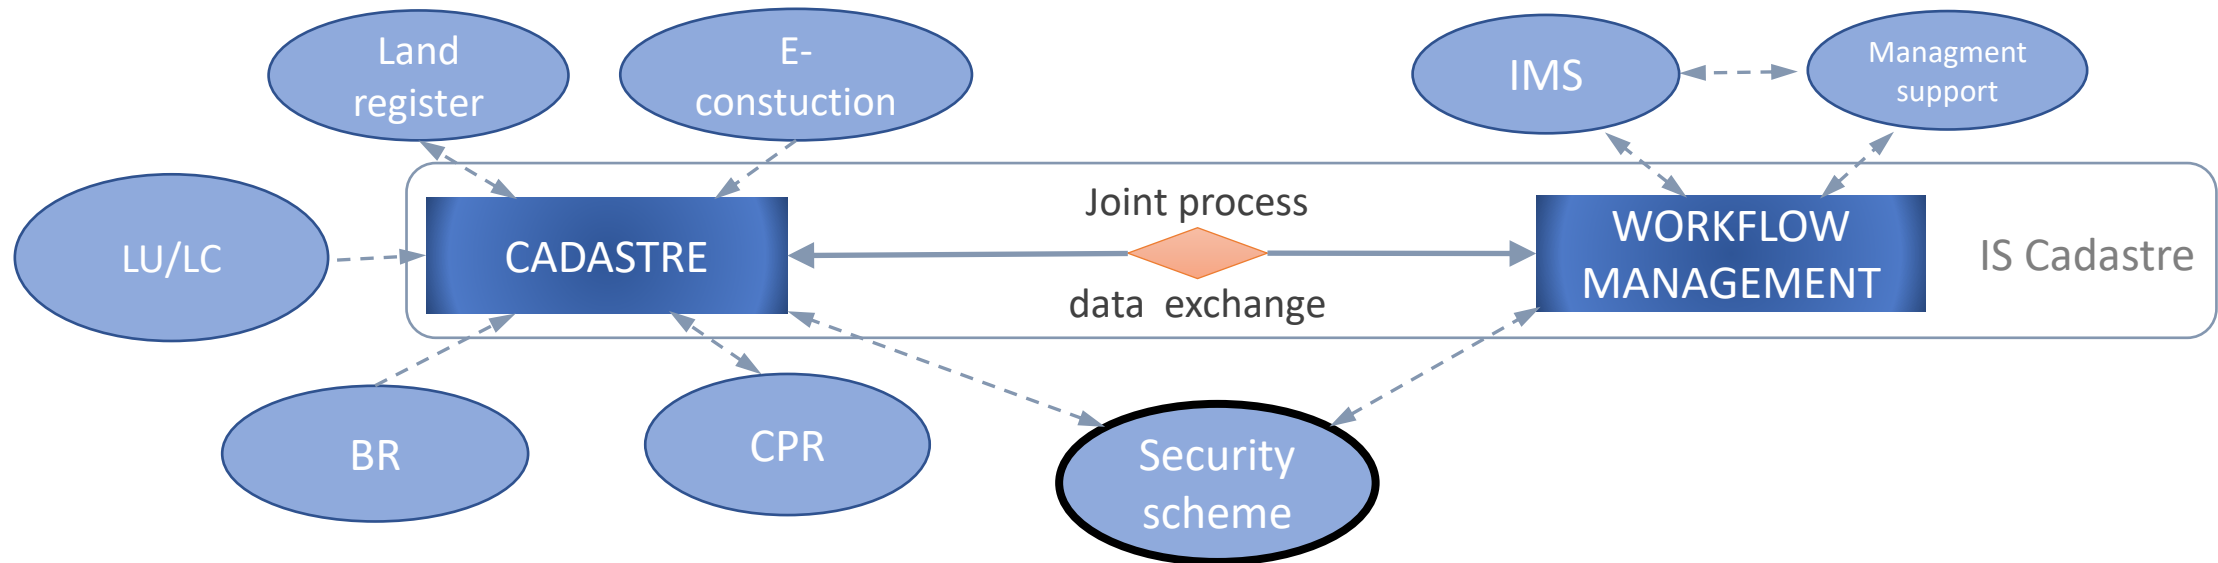 Land
register
E-
constuction
IMS
Managment
support
LU/LC
CADASTRE
Joint process
data exchange
WORKFLOW
MANAGEMENT
IS Cadastre
BR
CPR
Security
scheme